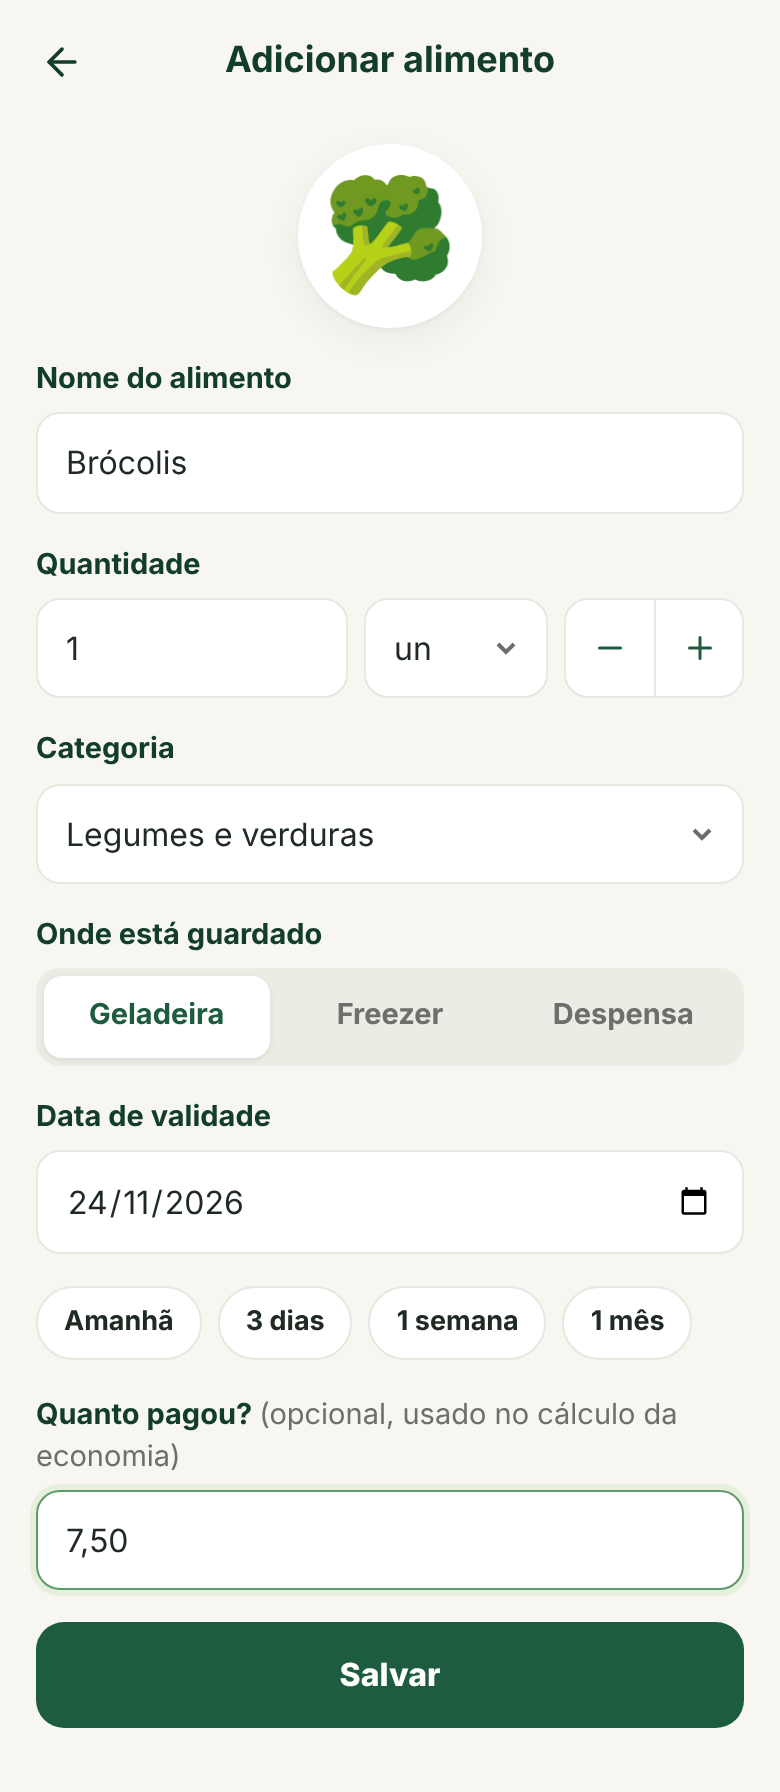 Adicionar alimento
Nome do alimento
Brócolis
Quantidade
1 un
Categoria
Legumes e verduras
Onde está guardado
Geladeira Freezer Despensa
Data de validade
24/11/2026
Amanhã 3 dias 1 semana 1 mês
Quanto pagou? (opcional, usado no cálculo da
economia)
7,50
Salvar